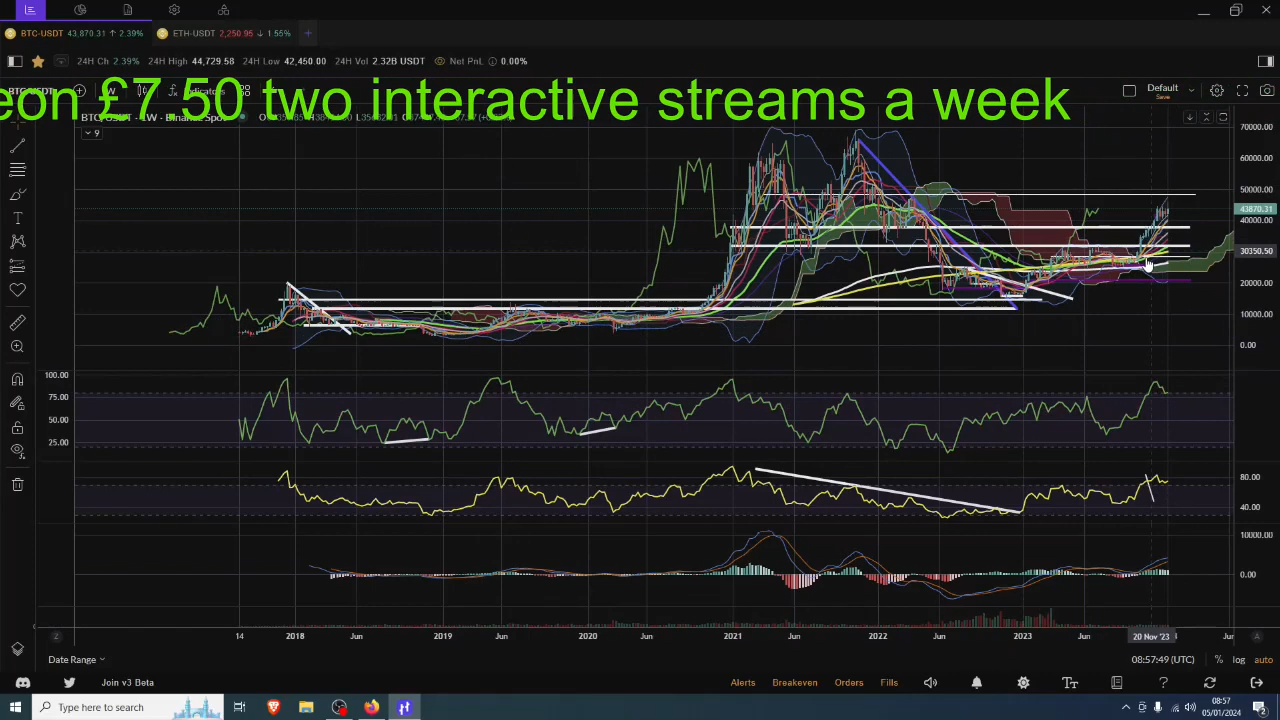 BTC-USDT 43,870.31 ↑ 2.39% ETH-USDT 2,250.95 ↓ 1.55% +
24H Ch 2.39% 24H High 44,729.58 24H Low 42,450.00 24H Vol 2.32B USDT Net PnL 0.00%
eon £7.50 two interactive streams a week
Default
Save
9
70000.00
60000.00
50000.00
43870.31
40000.00
30350.50
20000.00
10000.00
0.00
100.00
75.00
50.00
25.00
80.00
40.00
10000.00
0.00
14 2018 Jun 2019 Jun 2020 Jun 2021 Jun 2022 Jun 2023 Jun 20 Nov '23
Z A
Date Range 08:57:49 (UTC) % log auto
Join v3 Beta Alerts Breakeven Orders Fills
Type here to search 08:57
05/01/2024
2